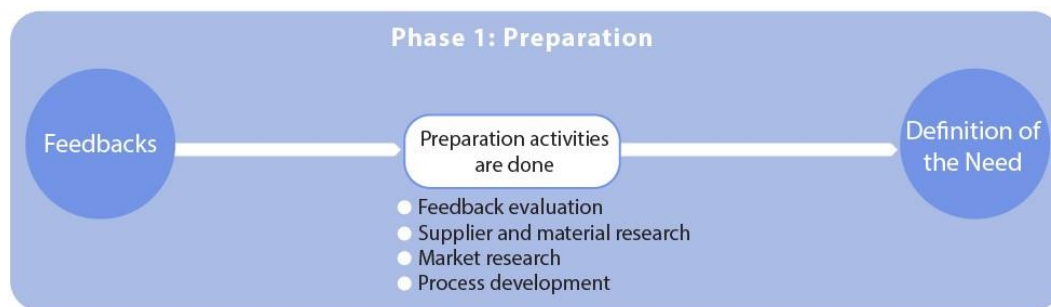 Phase 1: Preparation
Feedbacks
Preparation activities
are done
Feedback evaluation
Supplier and material research
Market research
Process development
Definition of
the Need